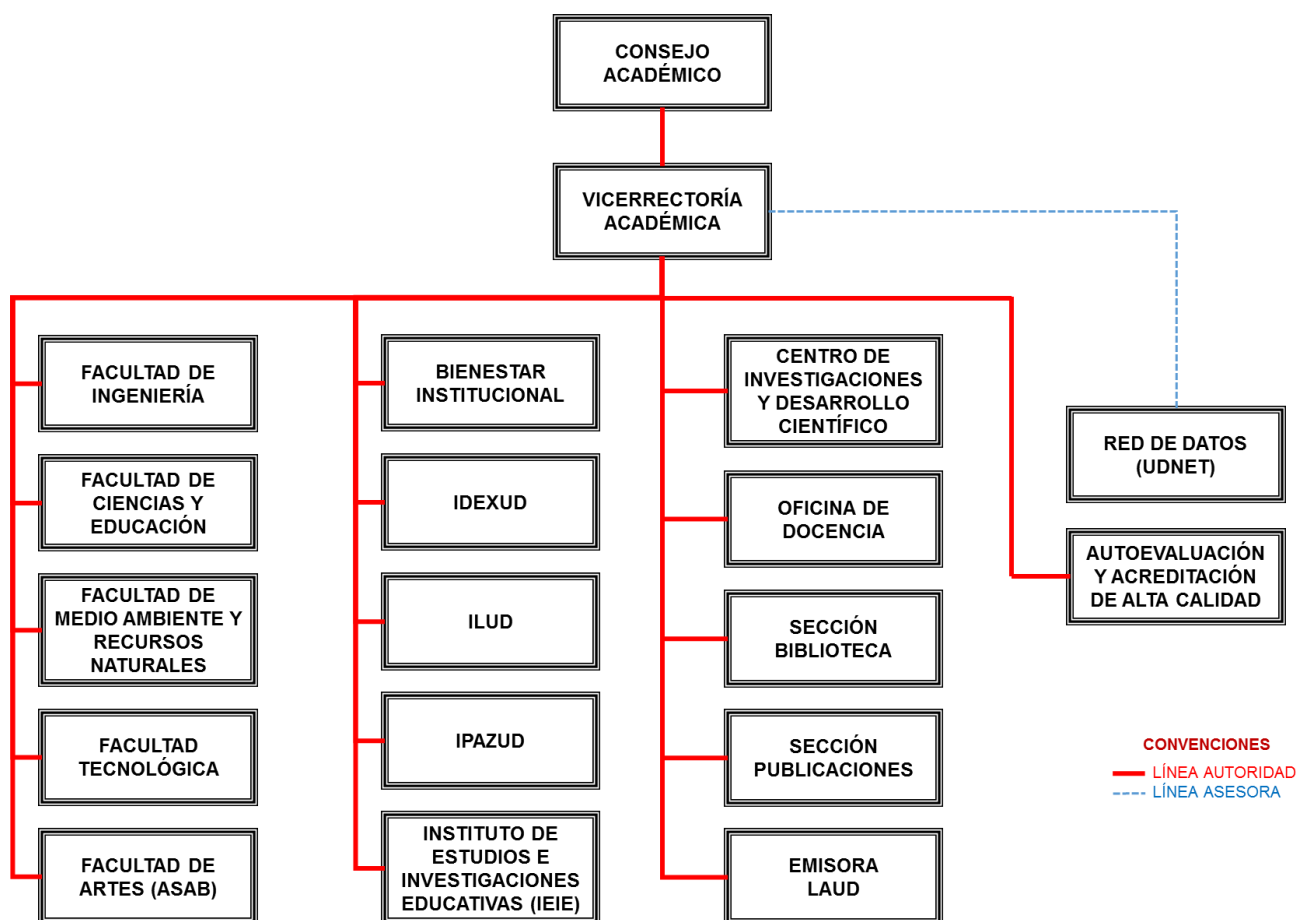 CONSEJO
ACADÉMICO
VICERRECTORÍA
ACADÉMICA
FACULTAD DE
INGENIERÍA
FACULTAD DE
CIENCIAS Y
EDUCACIÓN
FACULTAD DE
MEDIO AMBIENTE Y
RECURSOS
NATURALES
FACULTAD
TECNOLÓGICA
FACULTAD DE
ARTES (ASAB)
BIENESTAR
INSTITUCIONAL
IDEXUD
ILUD
IPAZUD
INSTITUTO DE
ESTUDIOS E
INVESTIGACIONES
EDUCATIVAS (IEIE)
CENTRO DE
INVESTIGACIONES
Y DESARROLLO
CIENTÍFICO
OFICINA DE
DOCENCIA
SECCIÓN
BIBLIOTECA
SECCIÓN
PUBLICACIONES
EMISORA
LAUD
RED DE DATOS
(UDNET)
AUTOEVALUACIÓN
Y ACREDITACIÓN
DE ALTA CALIDAD
CONVENCIONES
LÍNEA AUTORIDAD
LÍNEA ASESORA